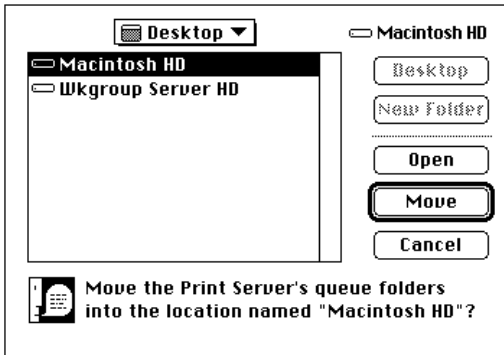 Desktop
Macintosh HD
Macintosh HD
Wkgroup Server HD
Desktop
New Folder
Open
Move
Cancel
Move the Print Server's queue folders
into the location named "Macintosh HD"?